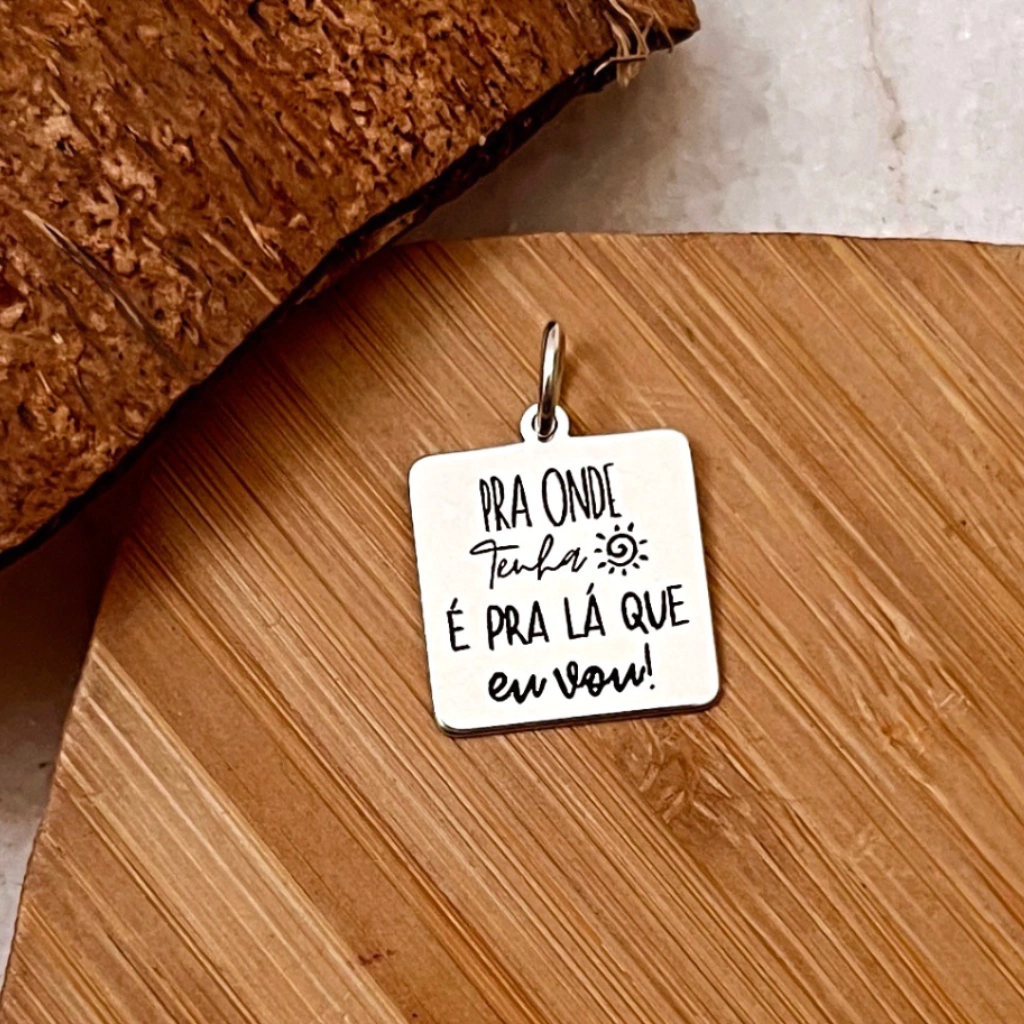 PRA ONDE
Tenha
É PRA LÁ QUE
eu vou!